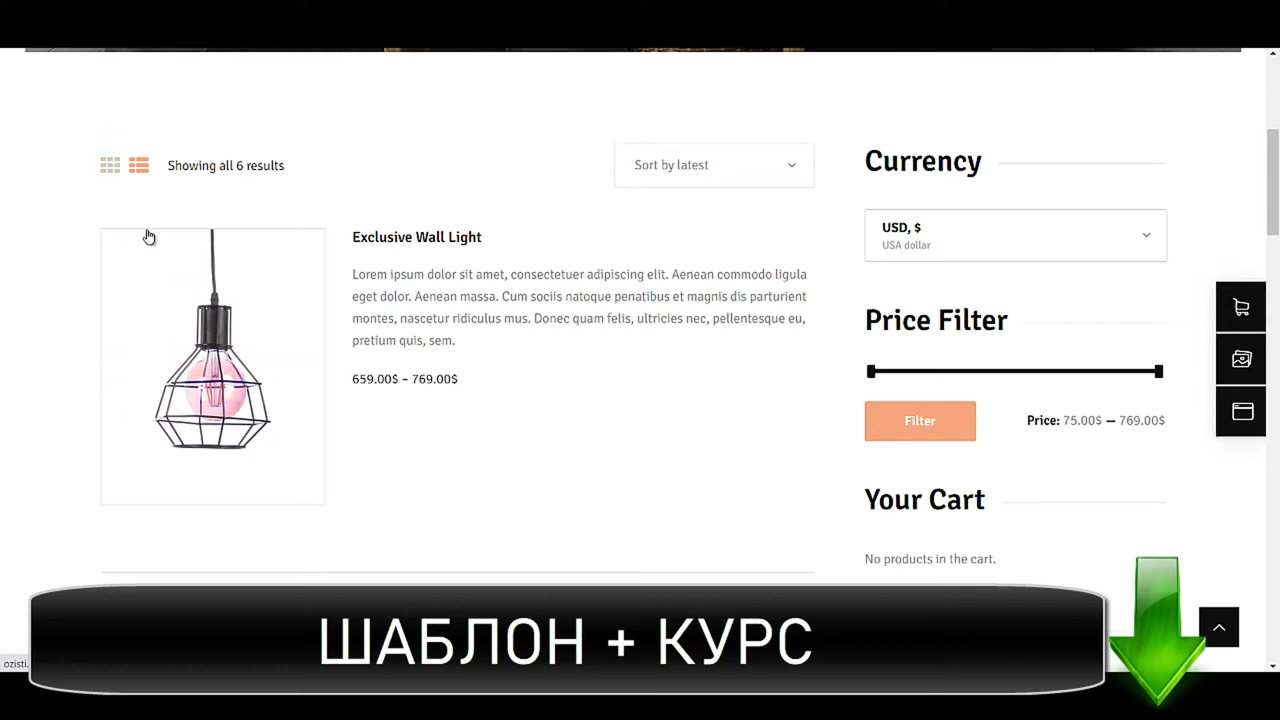 Showing all 6 results
Sort by latest
Exclusive Wall Light
Lorem ipsum dolor sit amet, consectetuer adipiscing elit. Aenean commodo ligula
eget dolor. Aenean massa. Cum sociis natoque penatibus et magnis dis parturient
montes, nascetur ridiculus mus. Donec quam felis, ultricies nec, pellentesque eu,
pretium quis, sem.
659.00$ – 769.00$
Currency
USD, $
USA dollar
Price Filter
Filter
Price: 75.00$ — 769.00$
Your Cart
No products in the cart.
ШАБЛОН + КУРС
ozisti.